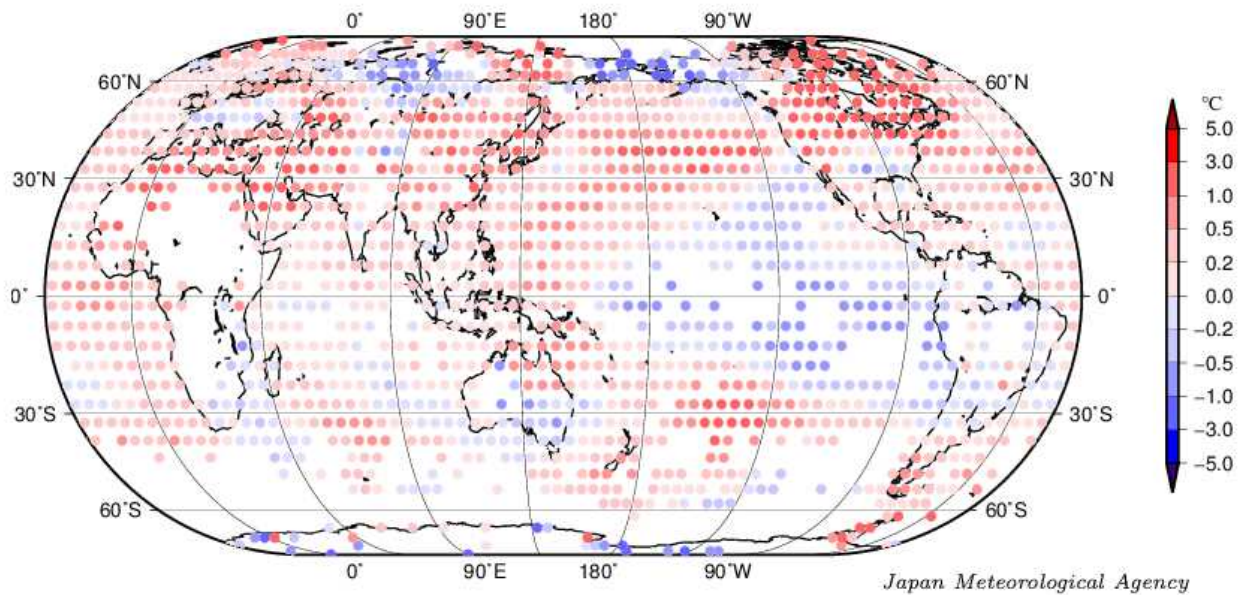 0° 90°E 180° 90°W
60°N 60°N
30°N 30°N
0° 0°
30°S 30°S
60°S 60°S
0° 90°E 180° 90°W
℃
5.0
3.0
1.0
0.5
0.2
0.0
−0.2
−0.5
−1.0
−3.0
−5.0
Japan Meteorological Agency